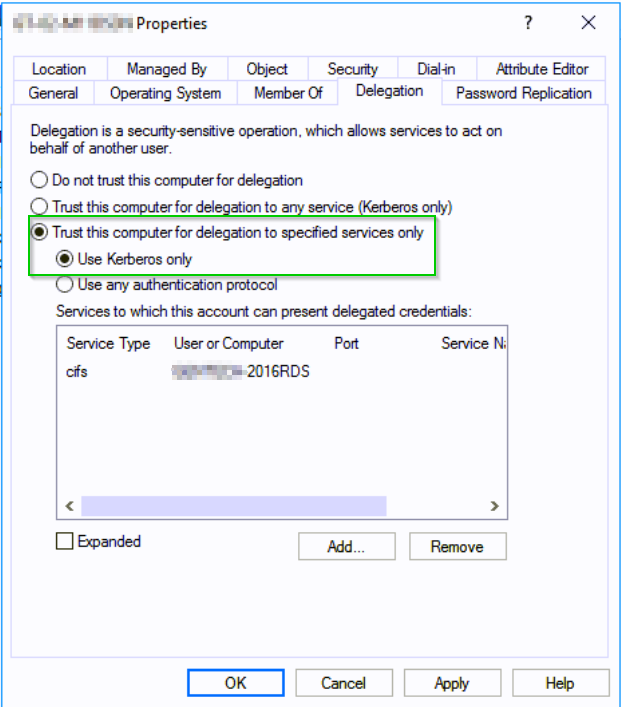 Properties ?
Location Managed By Object Security Dial-in Attribute Editor
General Operating System Member Of Delegation Password Replication
Delegation is a security-sensitive operation, which allows services to act on
behalf of another user.
Do not trust this computer for delegation
Trust this computer for delegation to any service (Kerberos only)
Trust this computer for delegation to specified services only
Use Kerberos only
Use any authentication protocol
Services to which this account can present delegated credentials:
Service Type User or Computer Port Service Na
cifs -2016RDS
Expanded
Add... Remove
OK Cancel Apply Help